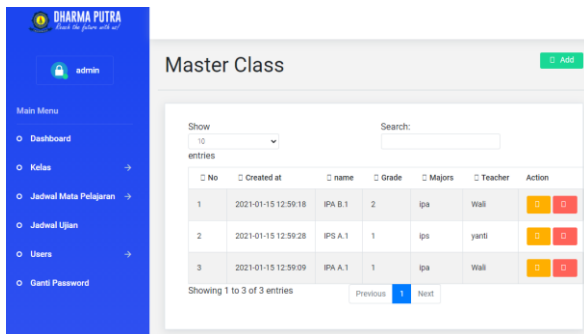 DHARMA PUTRA
Reach the future with us!
admin
Main Menu
Dashboard
Kelas
Jadwal Mata Pelajaran
Jadwal Ujian
Users
Ganti Password
Master Class
Add
Show
10
entries
Search:
No Created at name Grade Majors Teacher Action
1 2021-01-15 12:59:18 IPA B.1 2 ipa Wali
2 2021-01-15 12:59:28 IPS A.1 1 ips yanti
3 2021-01-15 12:59:09 IPA A.1 1 ipa Wali
Showing 1 to 3 of 3 entries
Previous 1 Next